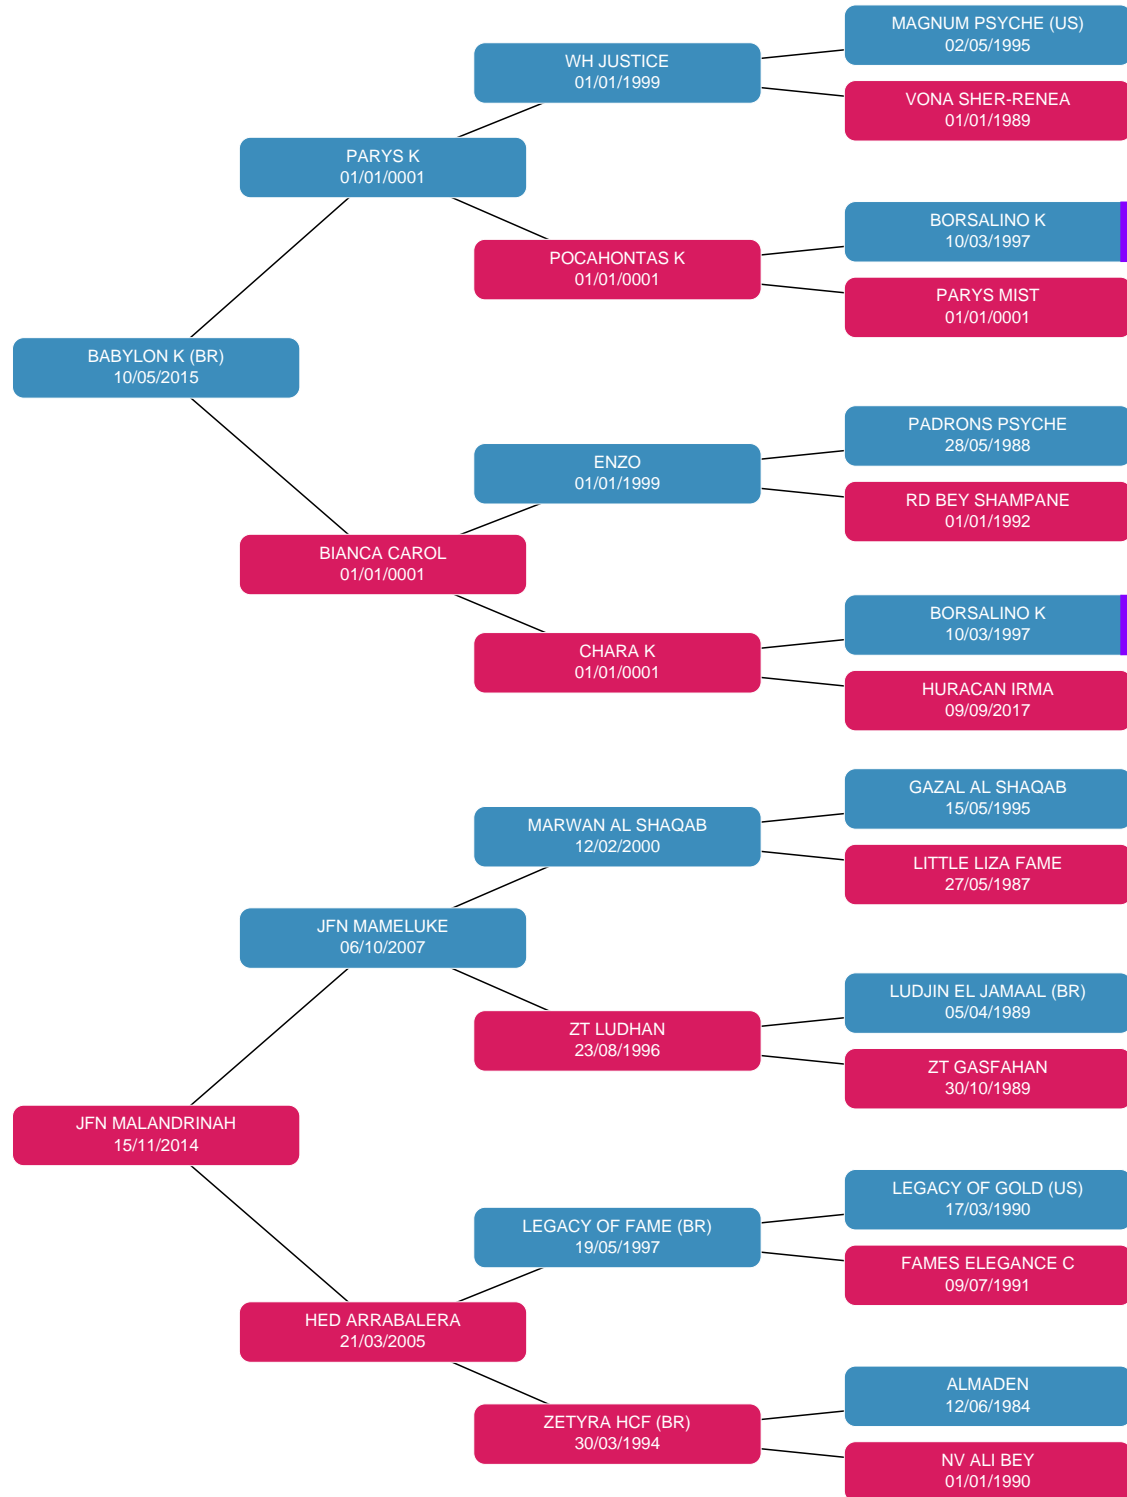 MAGNUM PSYCHE (US)
02/05/1995
WH JUSTICE
01/01/1999
VONA SHER-RENEA
01/01/1989
PARYS K
01/01/0001
BORSALINO K
10/03/1997
POCAHONTAS K
01/01/0001
PARYS MIST
01/01/0001
BABYLON K (BR)
10/05/2015
PADRONS PSYCHE
28/05/1988
ENZO
01/01/1999
RD BEY SHAMPANE
01/01/1992
BIANCA CAROL
01/01/0001
BORSALINO K
10/03/1997
CHARA K
01/01/0001
HURACAN IRMA
09/09/2017
GAZAL AL SHAQAB
15/05/1995
MARWAN AL SHAQAB
12/02/2000
LITTLE LIZA FAME
27/05/1987
JFN MAMELUKE
06/10/2007
LUDJIN EL JAMAAL (BR)
05/04/1989
ZT LUDHAN
23/08/1996
ZT GASFAHAN
30/10/1989
JFN MALANDRINAH
15/11/2014
LEGACY OF GOLD (US)
17/03/1990
LEGACY OF FAME (BR)
19/05/1997
FAMES ELEGANCE C
09/07/1991
HED ARRABALERA
21/03/2005
ALMADEN
12/06/1984
ZETYRA HCF (BR)
30/03/1994
NV ALI BEY
01/01/1990